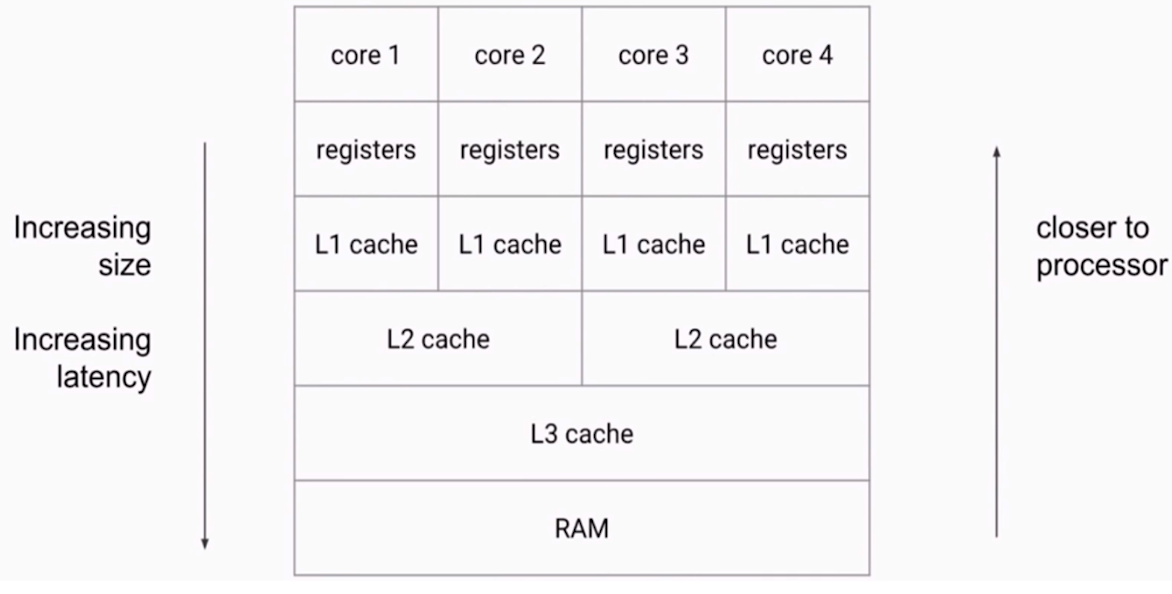 core 1
core 2
core 3
core 4
registers
registers
registers
registers
Increasing
size
L1 cache
L1 cache
L1 cache
L1 cache
closer to
processor
Increasing
latency
L2 cache
L2 cache
L3 cache
RAM